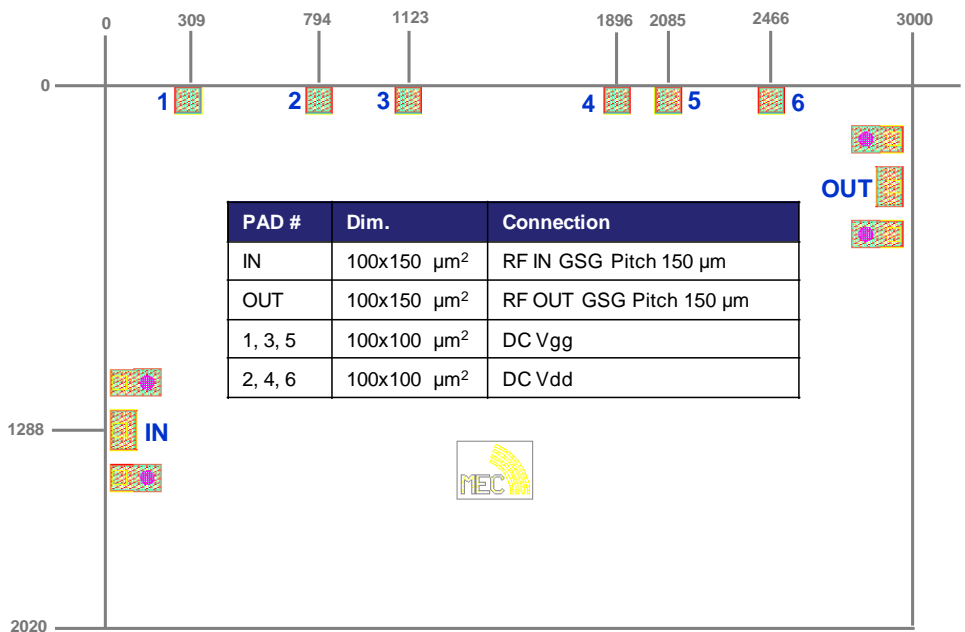 0 309 794 1123 1896 2085 2466 3000
0
1 2 3 4 5 6
OUT
PAD # Dim. Connection
IN 100x150 µm² RF IN GSG Pitch 150 µm
OUT 100x150 µm² RF OUT GSG Pitch 150 µm
1, 3, 5 100x100 µm² DC Vgg
2, 4, 6 100x100 µm² DC Vdd
1288
IN
MEC
2020